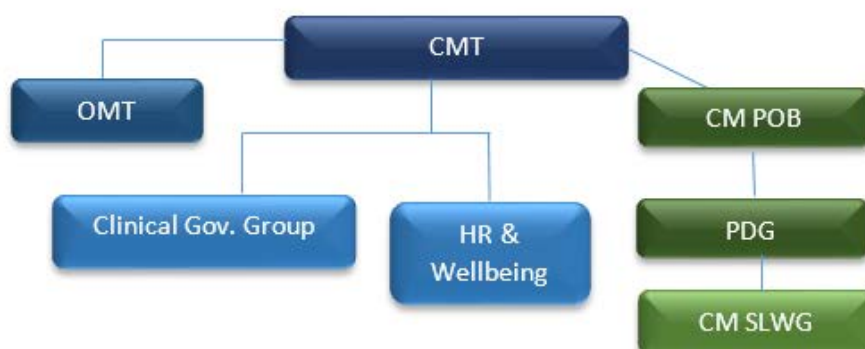 CMT
OMT
CM POB
Clinical Gov. Group
HR &
Wellbeing
PDG
CM SLWG